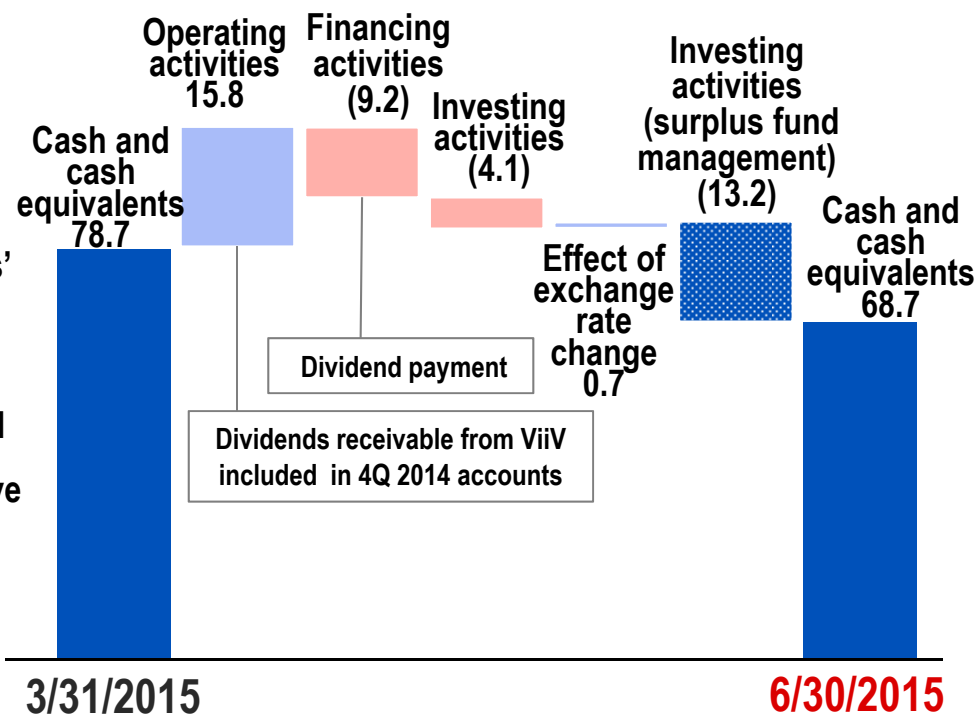 Operating
activities
15.8
Financing
activities
(9.2)
Investing
activities
(4.1)
Investing
activities
(surplus fund
management)
(13.2)
Cash and
cash
equivalents
78.7
Effect of
exchange
rate
change
0.7
Cash and
cash
equivalents
68.7
Dividend payment
Dividends receivable from ViiV
included in 4Q 2014 accounts
3/31/2015
6/30/2015